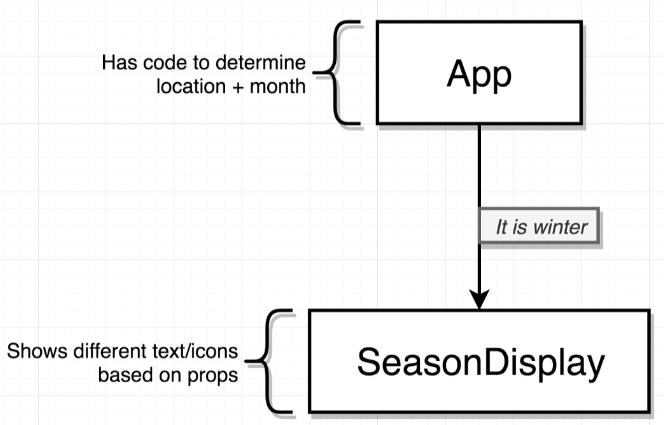 Has code to determine
location + month
App
It is winter
Shows different text/icons
based on props
SeasonDisplay